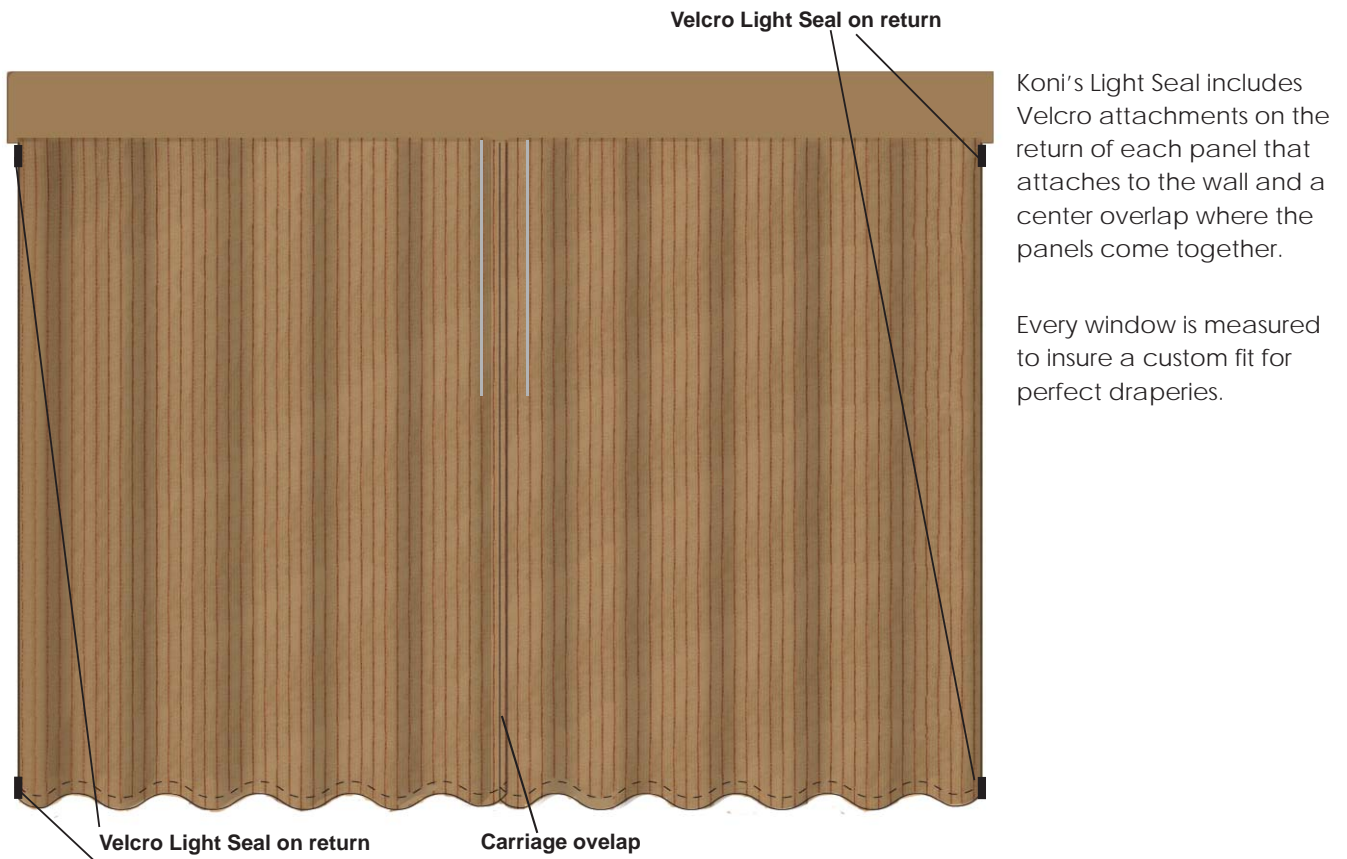 Velcro Light Seal on return
Koni's Light Seal includes
Velcro attachments on the
return of each panel that
attaches to the wall and a
center overlap where the
panels come together.
Every window is measured
to insure a custom fit for
perfect draperies.
Velcro Light Seal on return
Carriage ovelap